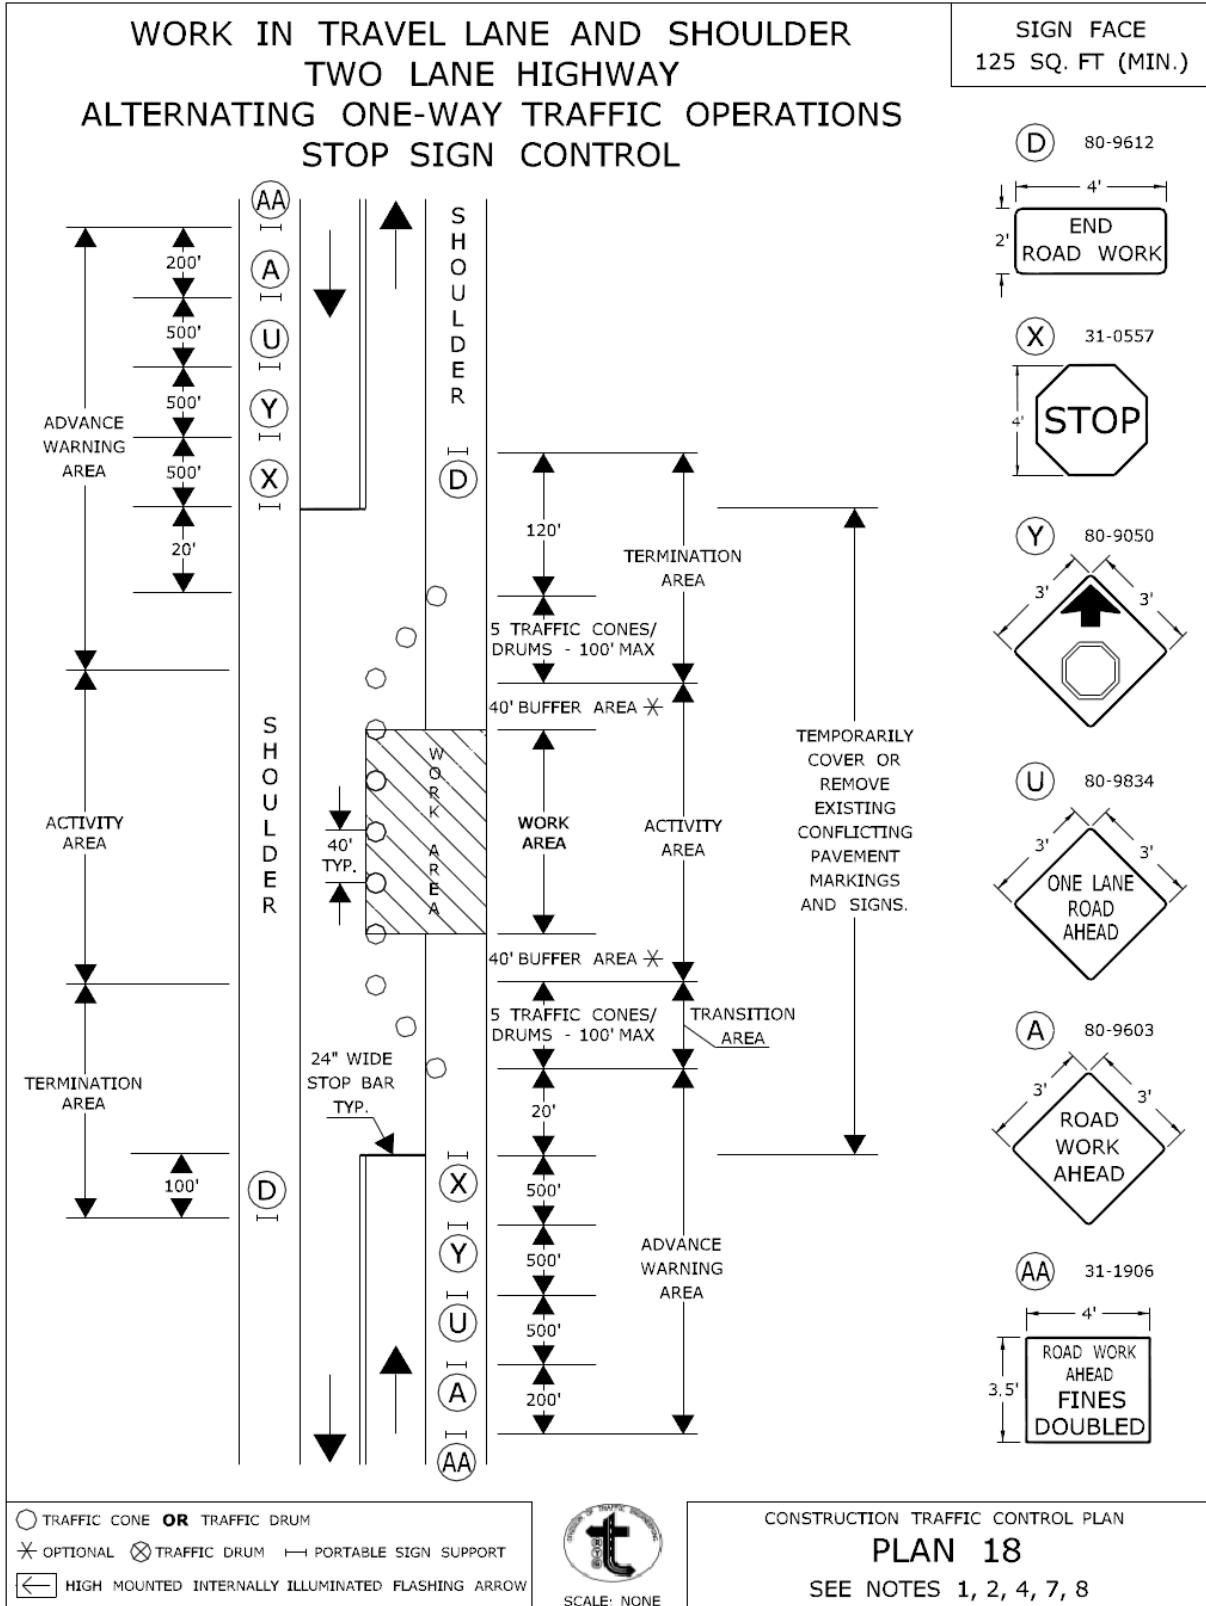 WORK IN TRAVEL LANE AND SHOULDER
TWO LANE HIGHWAY
ALTERNATING ONE-WAY TRAFFIC OPERATIONS
STOP SIGN CONTROL
SIGN FACE
125 SQ. FT (MIN.)
AA
A
U
Y
X
200'
500'
500'
500'
20'
ADVANCE
WARNING
AREA
SHOULDER
D
120'
TERMINATION
AREA
5 TRAFFIC CONES/
DRUMS - 100' MAX
40' BUFFER AREA
SHOULDER
WORK AREA
WORK
AREA
ACTIVITY
AREA
ACTIVITY
AREA
40'
TYP.
TEMPORARILY
COVER OR
REMOVE
EXISTING
CONFLICTING
PAVEMENT
MARKINGS
AND SIGNS.
40' BUFFER AREA
5 TRAFFIC CONES/
DRUMS - 100' MAX
TRANSITION
AREA
24" WIDE
STOP BAR
TYP.
TERMINATION
AREA
100'
D
20'
500'
500'
500'
200'
X
Y
U
A
AA
ADVANCE
WARNING
AREA
D 80-9612
4'
2'
END
ROAD WORK
X 31-0557
4'
STOP
Y 80-9050
3' 3'
U 80-9834
3' 3'
ONE LANE
ROAD
AHEAD
A 80-9603
3' 3'
ROAD
WORK
AHEAD
AA 31-1906
4'
3.5'
ROAD WORK
AHEAD
FINES
DOUBLED
TRAFFIC CONE OR TRAFFIC DRUM
OPTIONAL TRAFFIC DRUM PORTABLE SIGN SUPPORT
HIGH MOUNTED INTERNALLY ILLUMINATED FLASHING ARROW
SCALE: NONE
CONSTRUCTION TRAFFIC CONTROL PLAN
PLAN 18
SEE NOTES 1, 2, 4, 7, 8